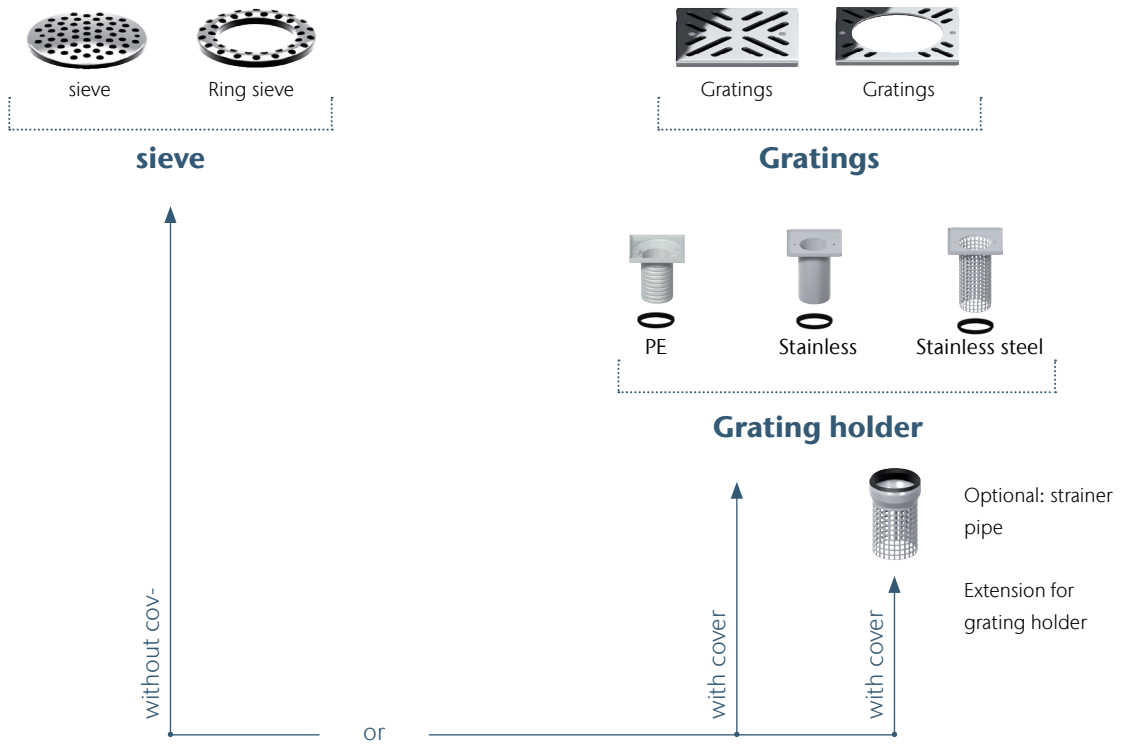 sieve
Ring sieve
Gratings
Gratings
sieve
Gratings
PE
Stainless
Stainless steel
Grating holder
Optional: strainer
pipe
Extension for
grating holder
without cov-
with cover
with cover
or